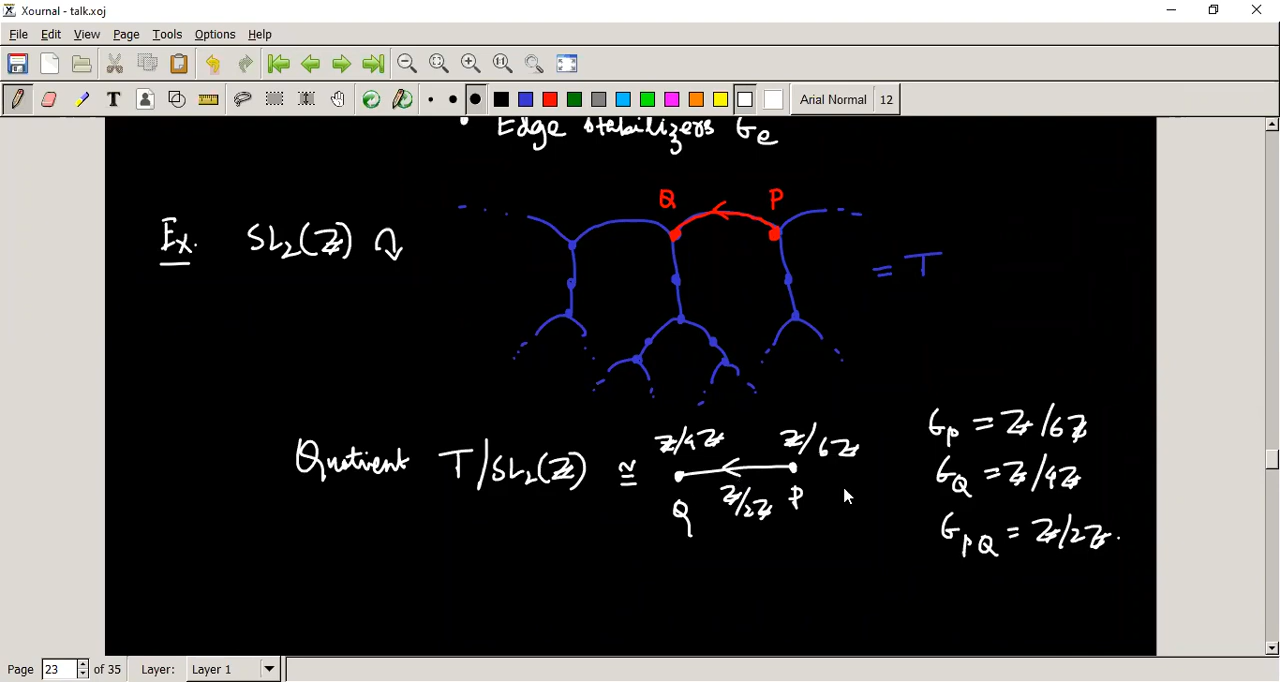 Xournal - talk.xoj
File Edit View Page Tools Options Help
Arial Normal 12
• Edge Stabilizers Ge
Q P
Ex. SL2(ℤ)
= T
Quotient T/SL2(ℤ) ≅
ℤ/4ℤ ℤ/6ℤ
Q ℤ/2ℤ P
GP = ℤ/6ℤ
GQ = ℤ/4ℤ
GPQ = ℤ/2ℤ.
Page 23 of 35 Layer: Layer 1